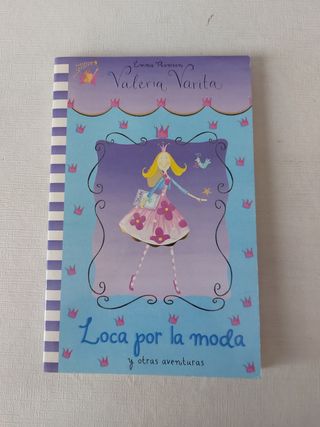 Emma Thomson
Valeria Varita
Loca por la moda
y otras aventuras